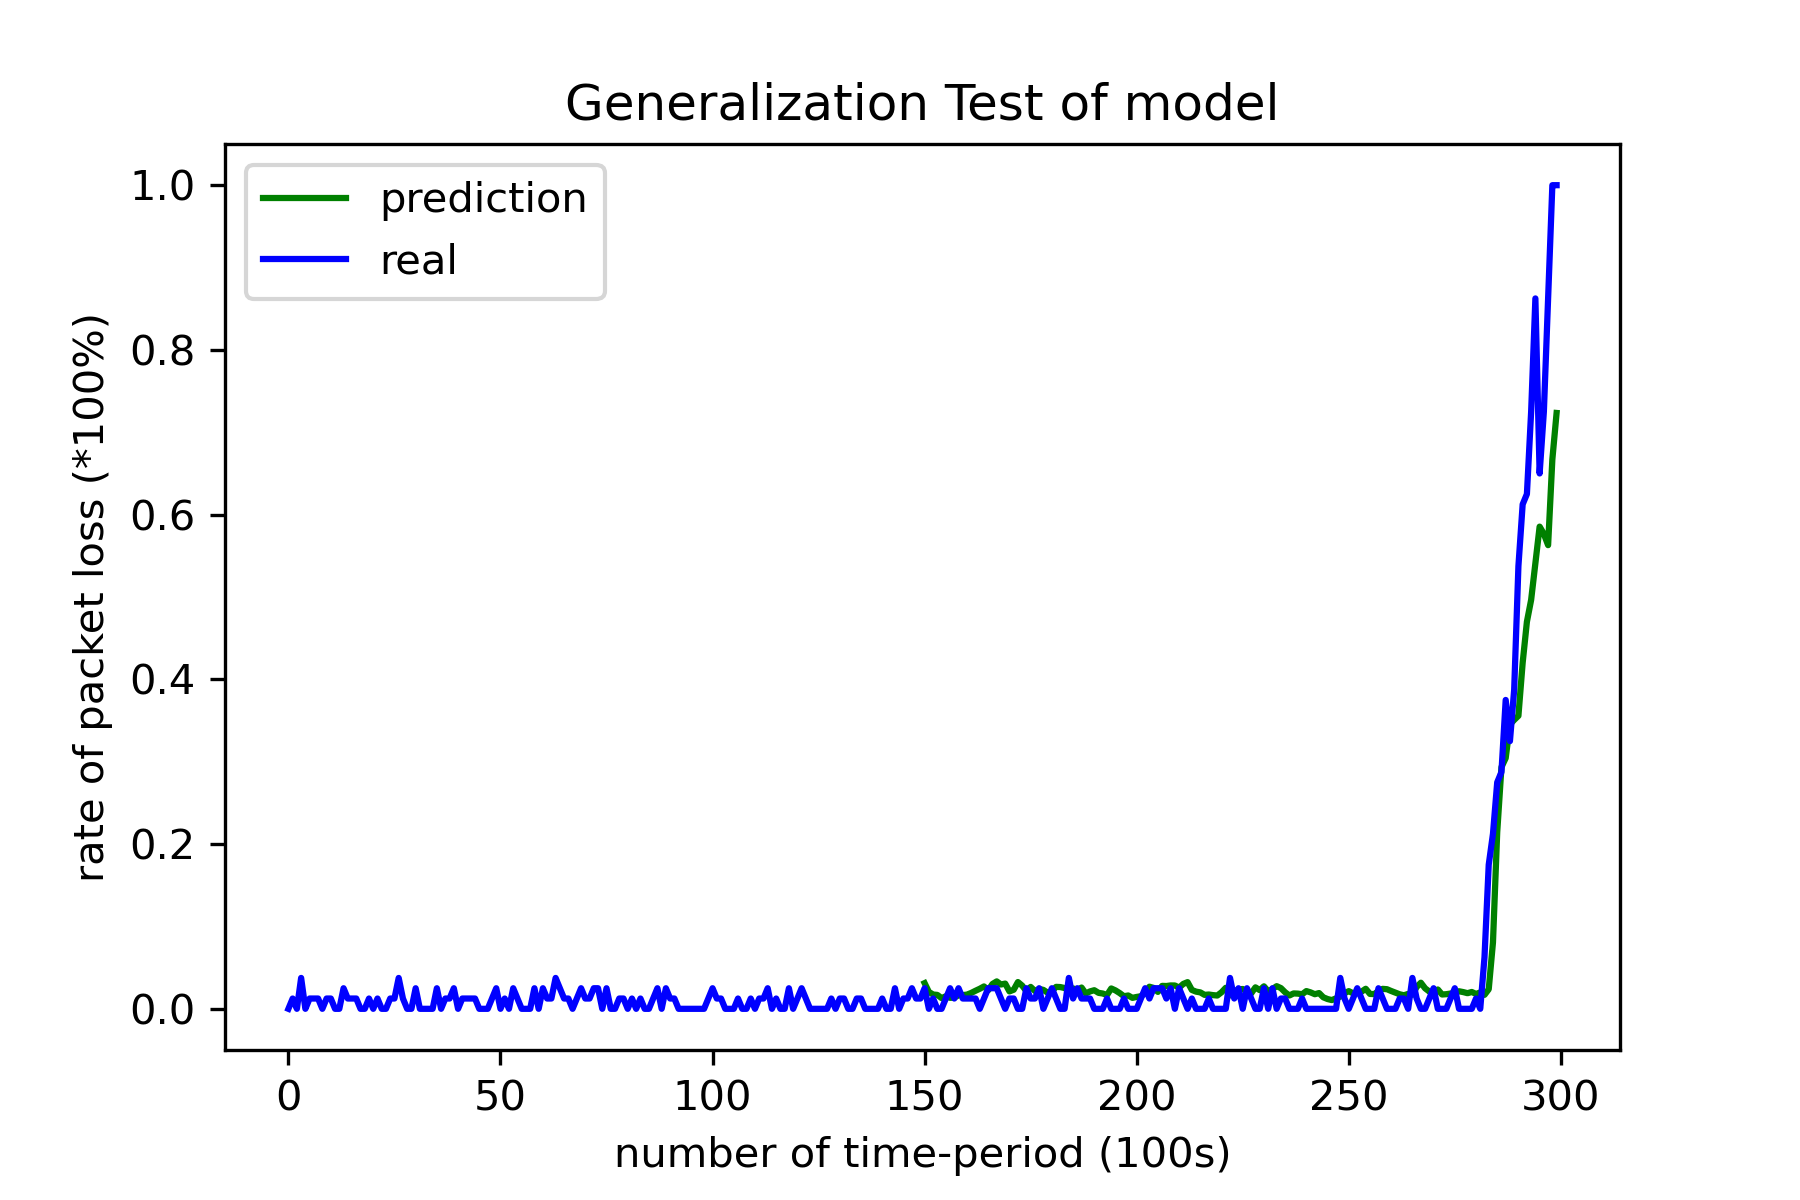 Generalization Test of model
prediction
real
rate of packet loss (*100%)
1.0
0.8
0.6
0.4
0.2
0.0
0 50 100 150 200 250 300
number of time-period (100s)